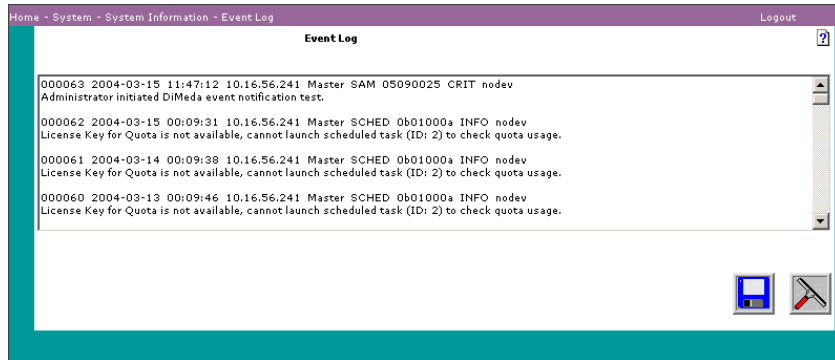 Home - System - System Information - Event Log Logout
Event Log ?
000063 2004-03-15 11:47:12 10.16.56.241 Master SAM 05090025 CRIT nodev
Administrator initiated DiMeda event notification test.
000062 2004-03-15 00:09:31 10.16.56.241 Master SCHED 0b01000a INFO nodev
License Key for Quota is not available, cannot launch scheduled task (ID: 2) to check quota usage.
000061 2004-03-14 00:09:38 10.16.56.241 Master SCHED 0b01000a INFO nodev
License Key for Quota is not available, cannot launch scheduled task (ID: 2) to check quota usage.
000060 2004-03-13 00:09:46 10.16.56.241 Master SCHED 0b01000a INFO nodev
License Key for Quota is not available, cannot launch scheduled task (ID: 2) to check quota usage.